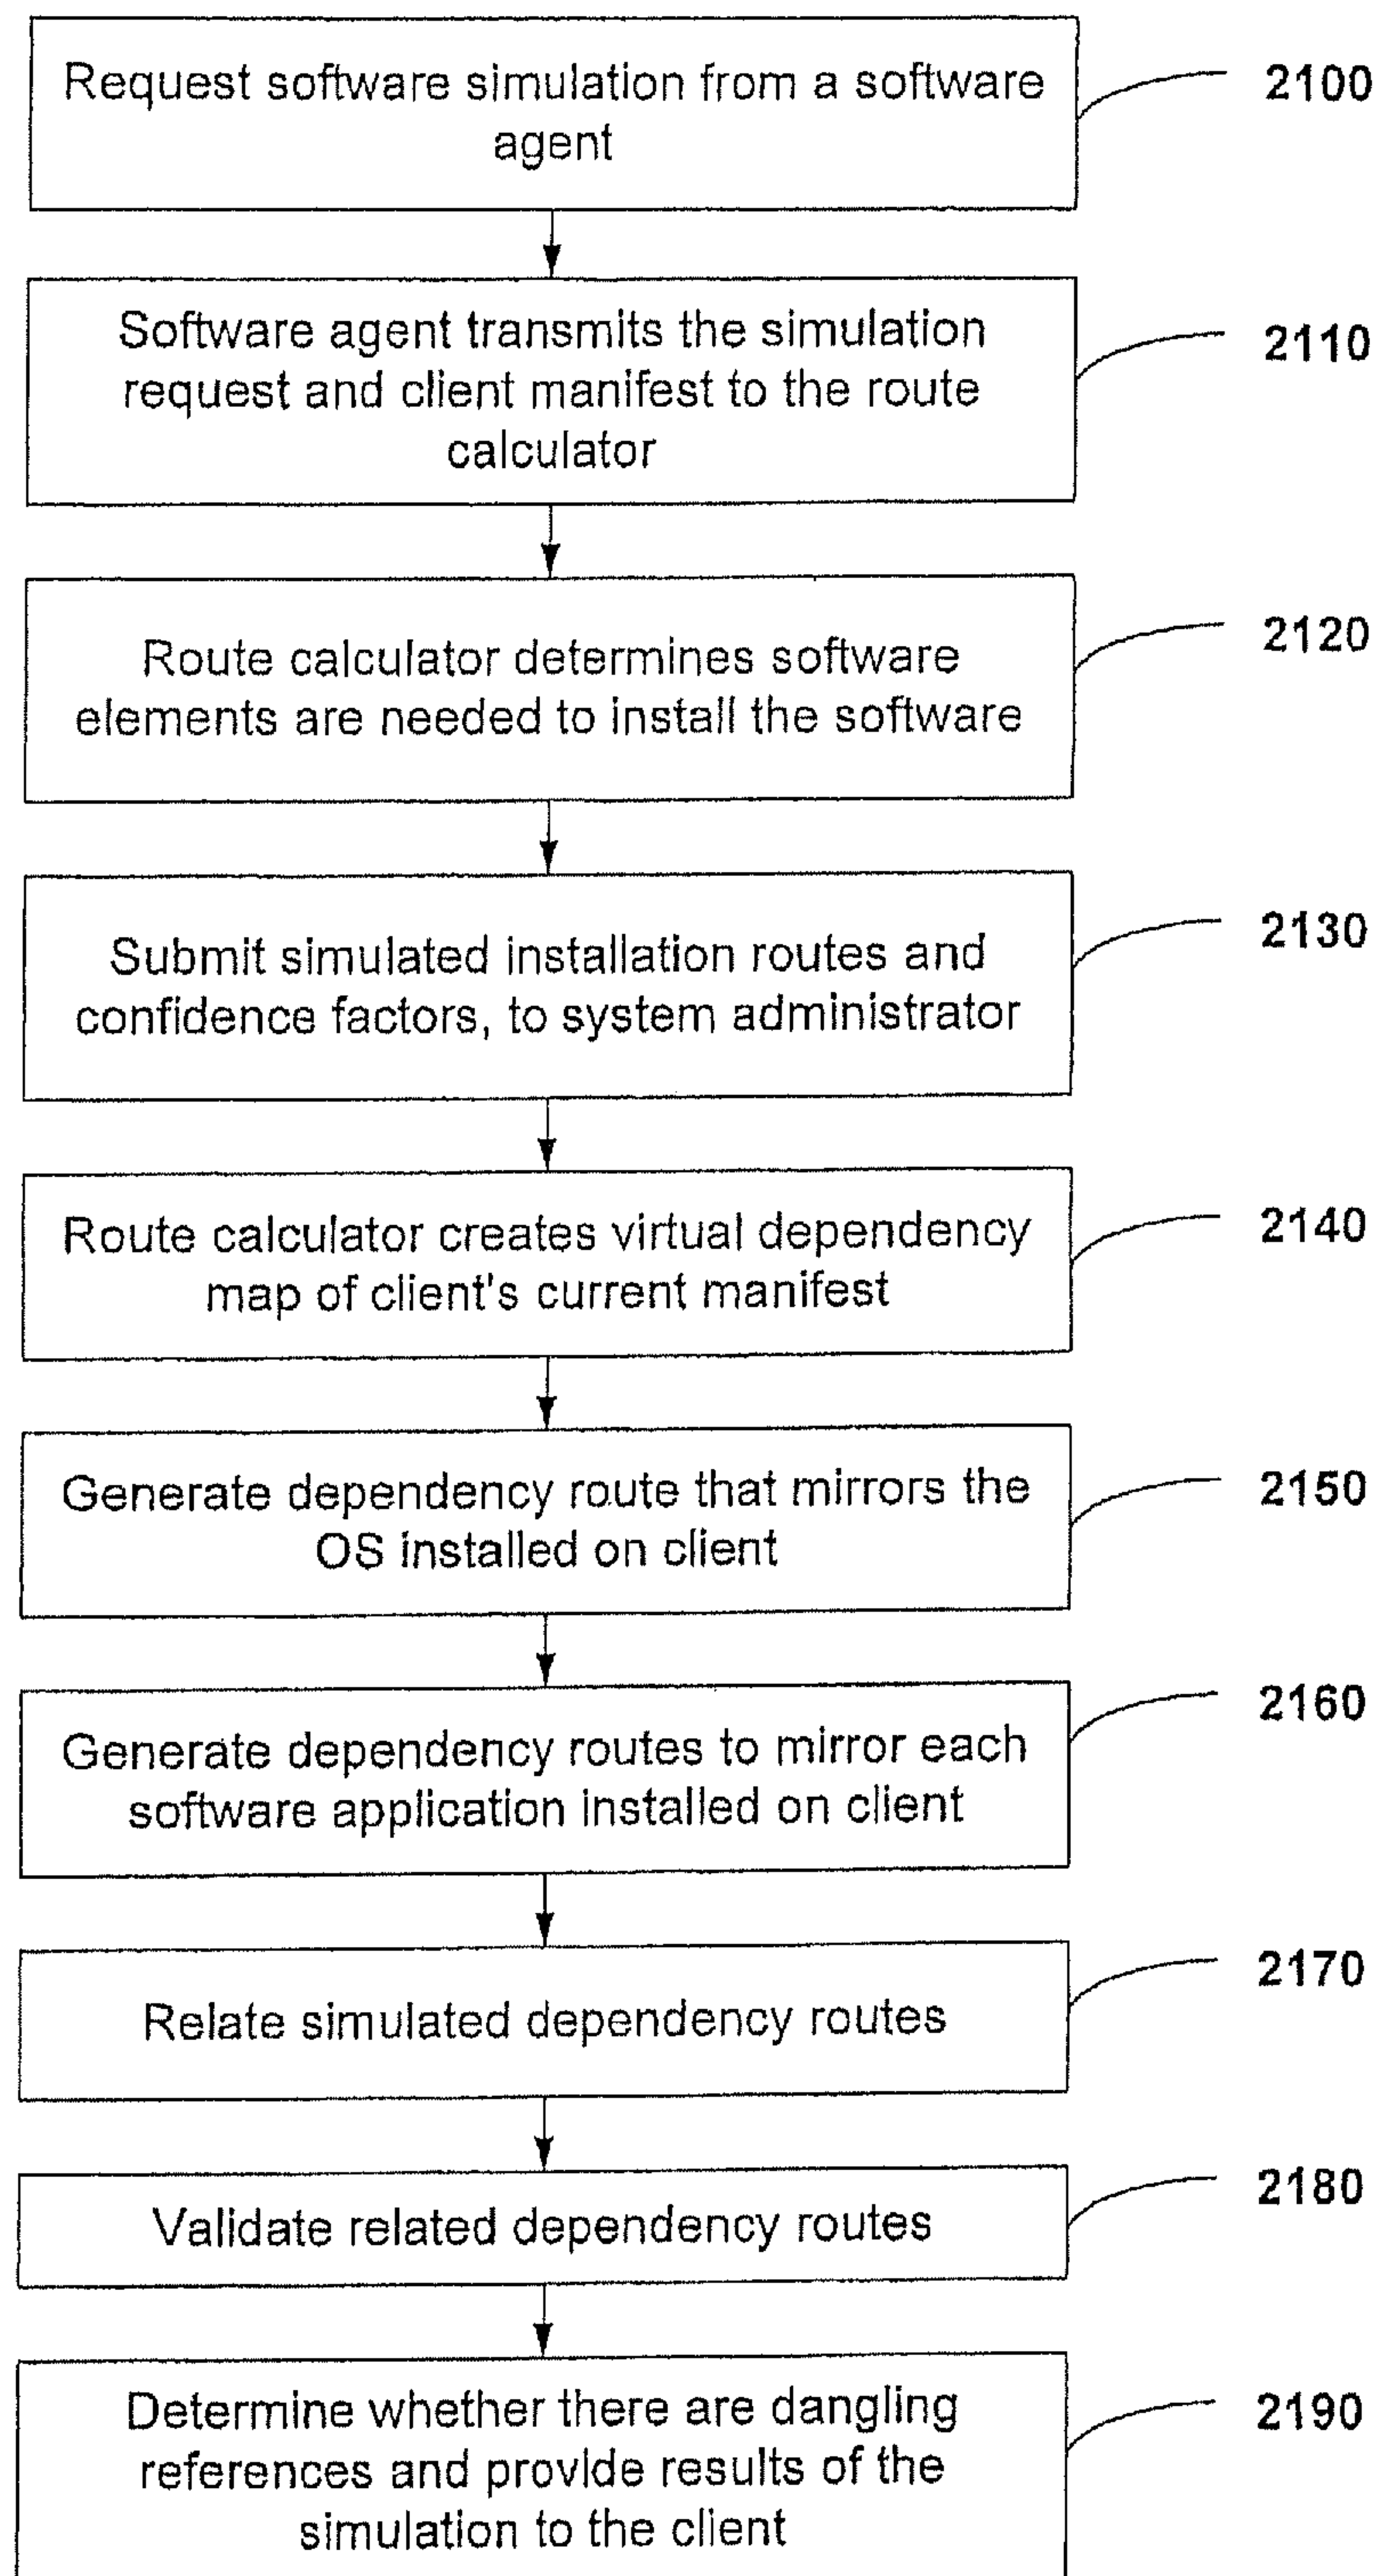 Request software simulation from a software
agent
2100
Software agent transmits the simulation
request and client manifest to the route
calculator
2110
Route calculator determines software
elements are needed to install the software
2120
Submit simulated installation routes and
confidence factors, to system administrator
2130
Route calculator creates virtual dependency
map of client's current manifest
2140
Generate dependency route that mirrors the
OS installed on client
2150
Generate dependency routes to mirror each
software application installed on client
2160
Relate simulated dependency routes
2170
Validate related dependency routes
2180
Determine whether there are dangling
references and provide results of the
simulation to the client
2190